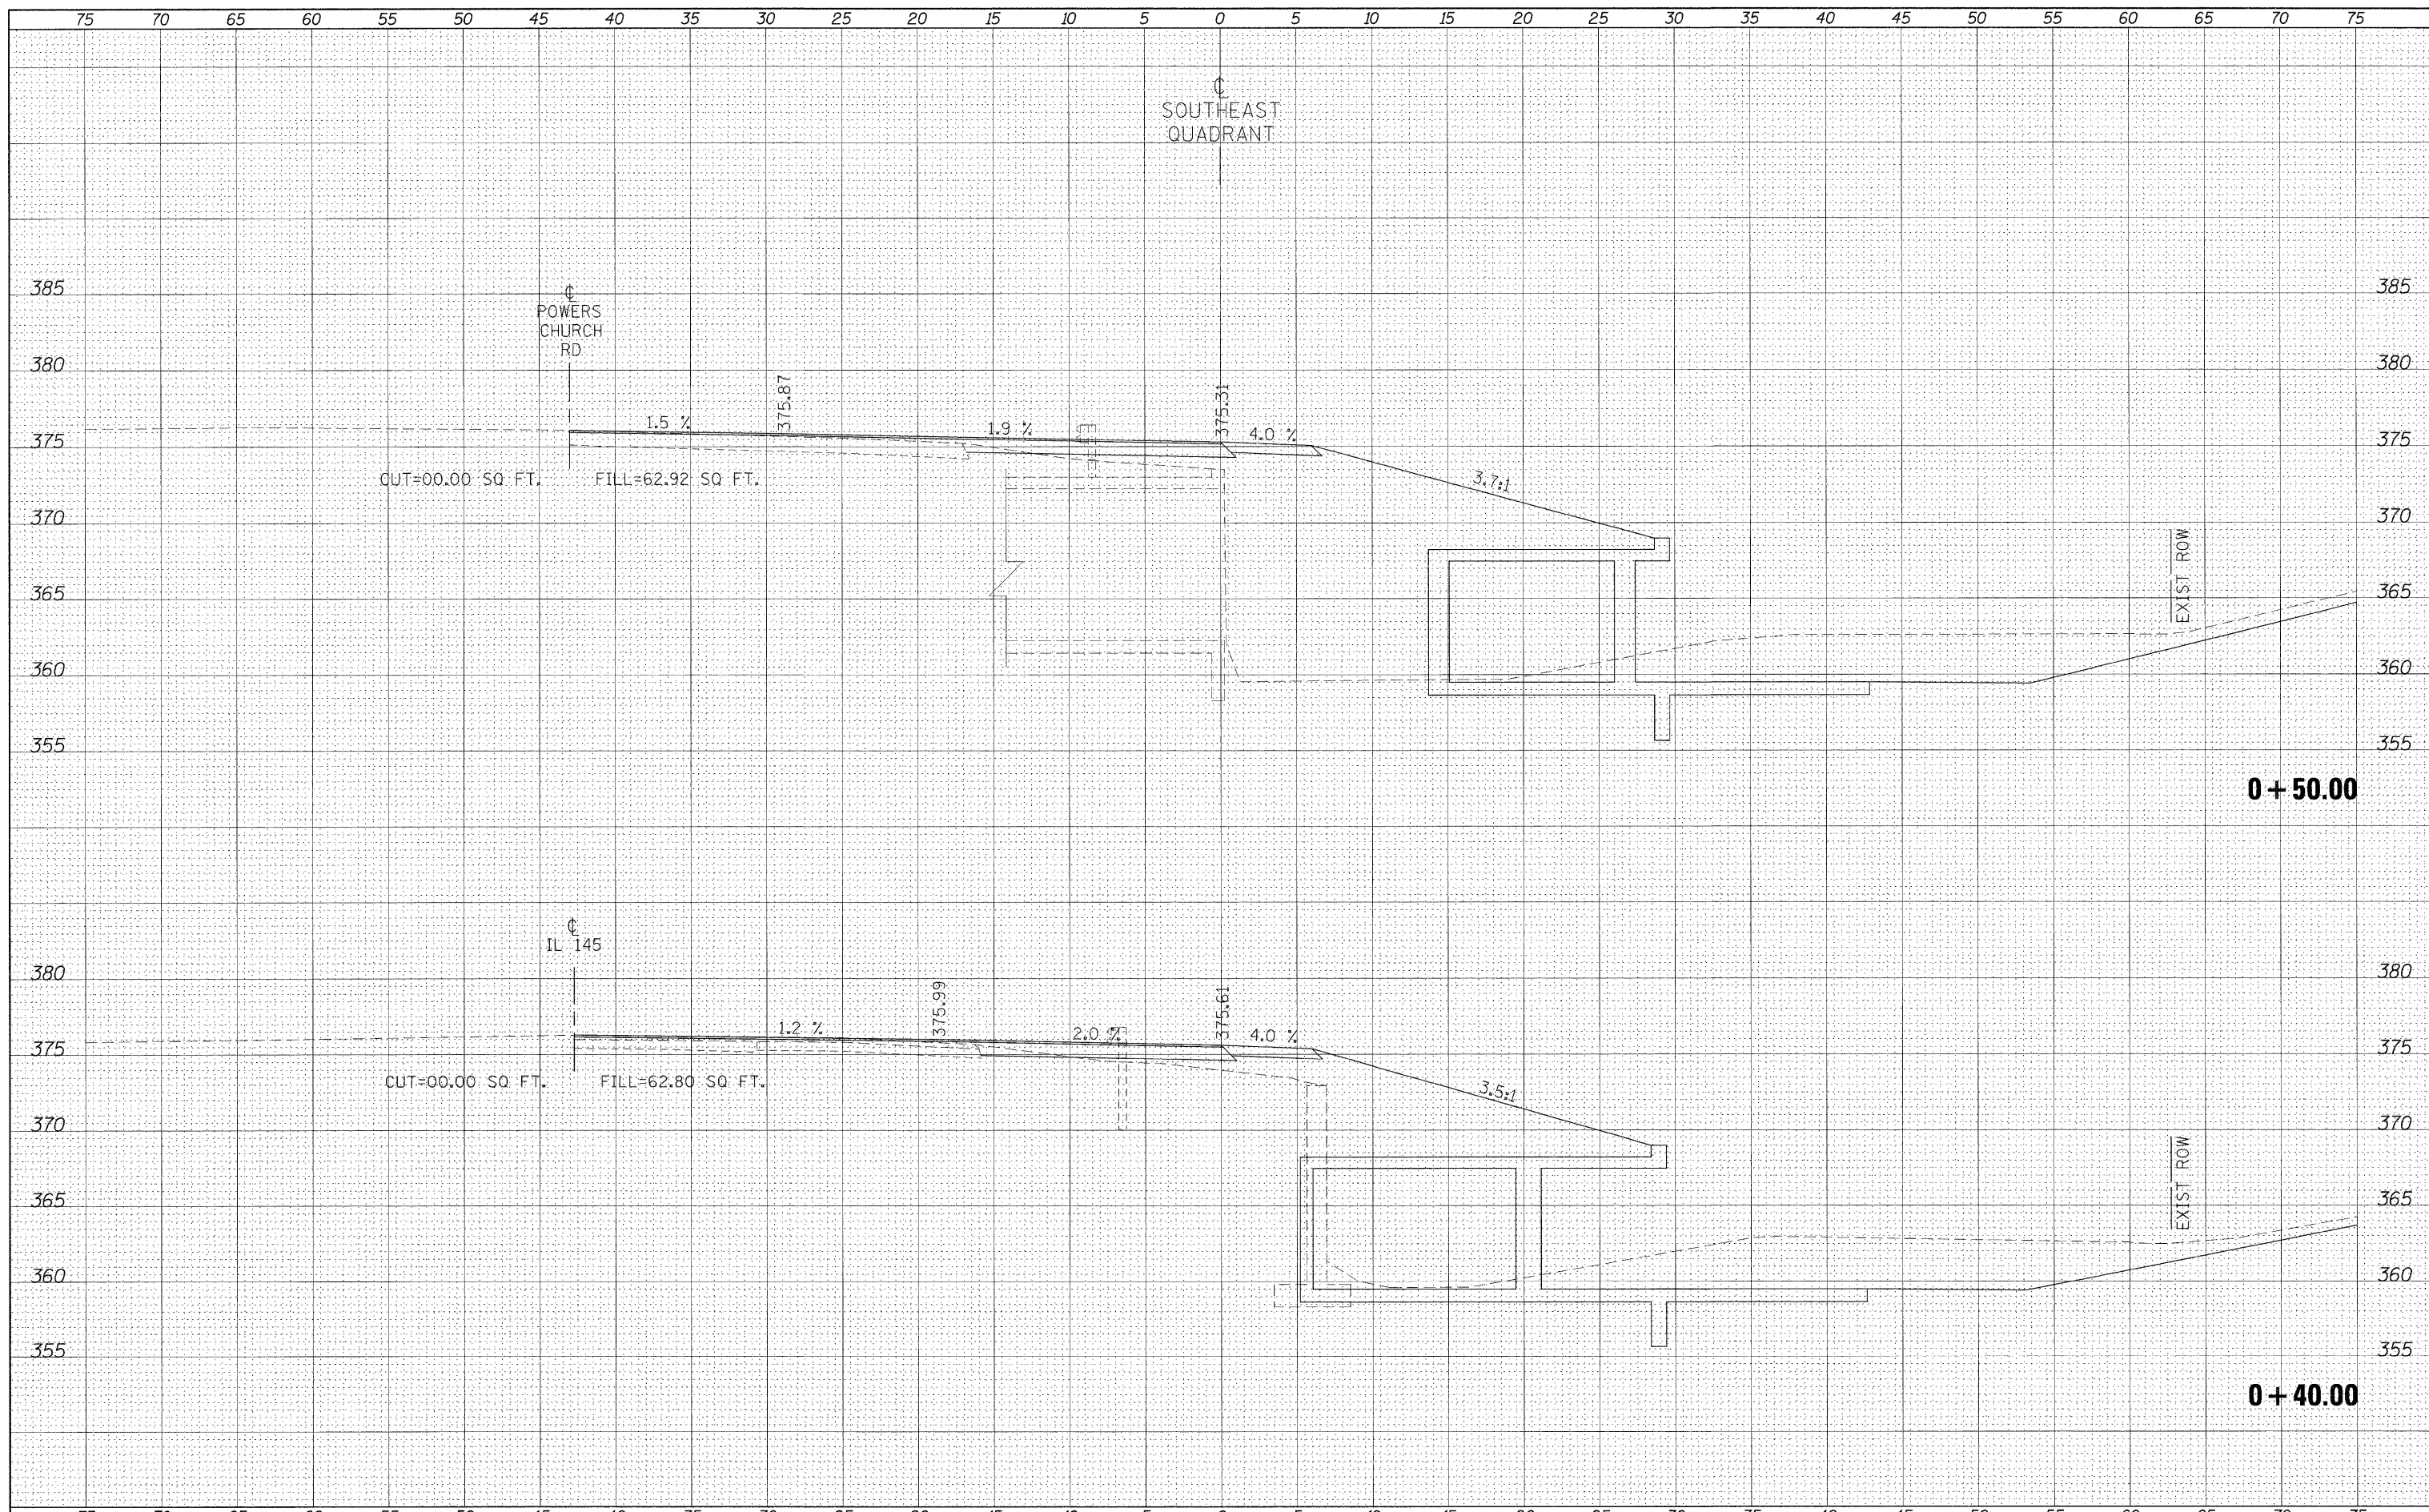 75 70 65 60 55 50 45 40 35 30 25 20 15 10 5 0 5 10 15 20 25 30 35 40 45 50 55 60 65 70 75
℄
SOUTHEAST
QUADRANT
385 385
℄
POWERS
CHURCH
RD
380 380
375.87
375.31
1.5 %
1.9 %
4.0 %
375 375
CUT=00.00 SQ FT. FILL=62.92 SQ FT.
3.7:1
370 370
EXIST ROW
365 365
360 360
355 355
0+50.00
℄
IL 145
380 380
375.99
375.61
1.2 %
2.0 %
4.0 %
375 375
CUT=00.00 SQ FT. FILL=62.80 SQ FT.
3.5:1
370 370
EXIST ROW
365 365
360 360
355 355
0+40.00